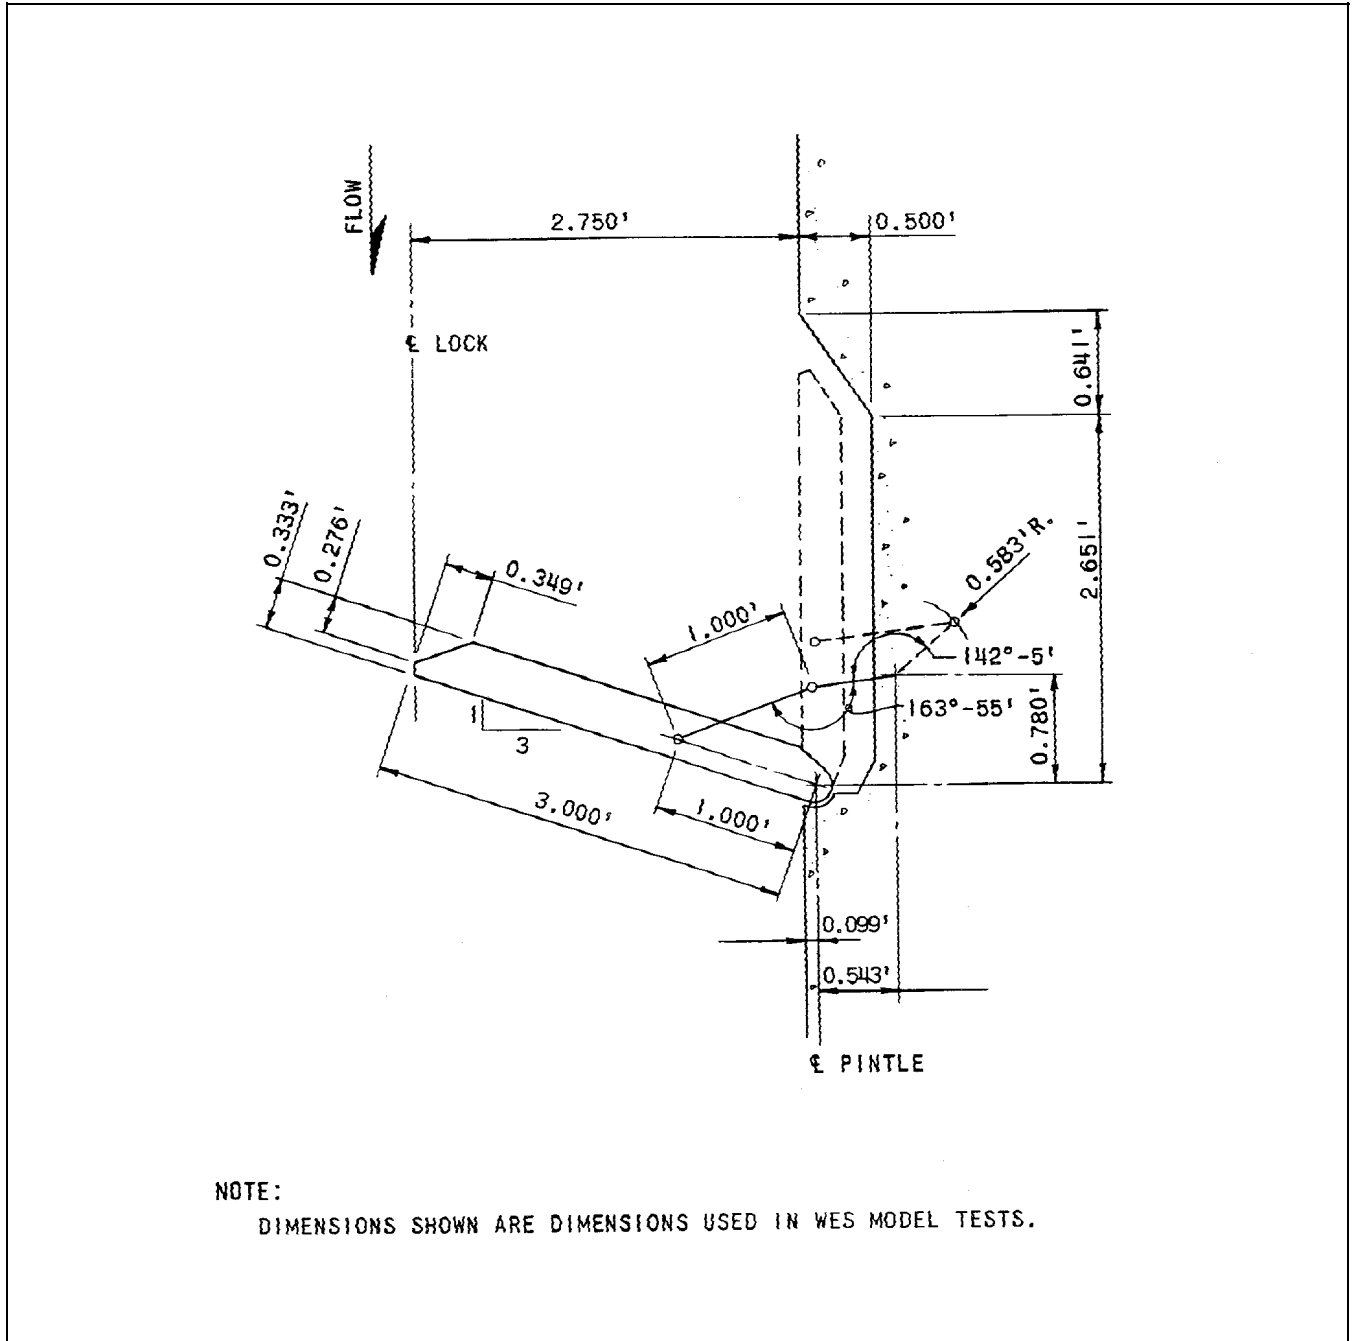 FLOW
2.750'
0.500'
℄ LOCK
0.641'
0.333'
0.276'
0.349'
1.000'
0.583'R.
2.651'
142°-5'
163°-55'
0.780'
1
3
3.000'
1.000'
0.099'
0.543'
℄ PINTLE
NOTE:
DIMENSIONS SHOWN ARE DIMENSIONS USED IN WES MODEL TESTS.